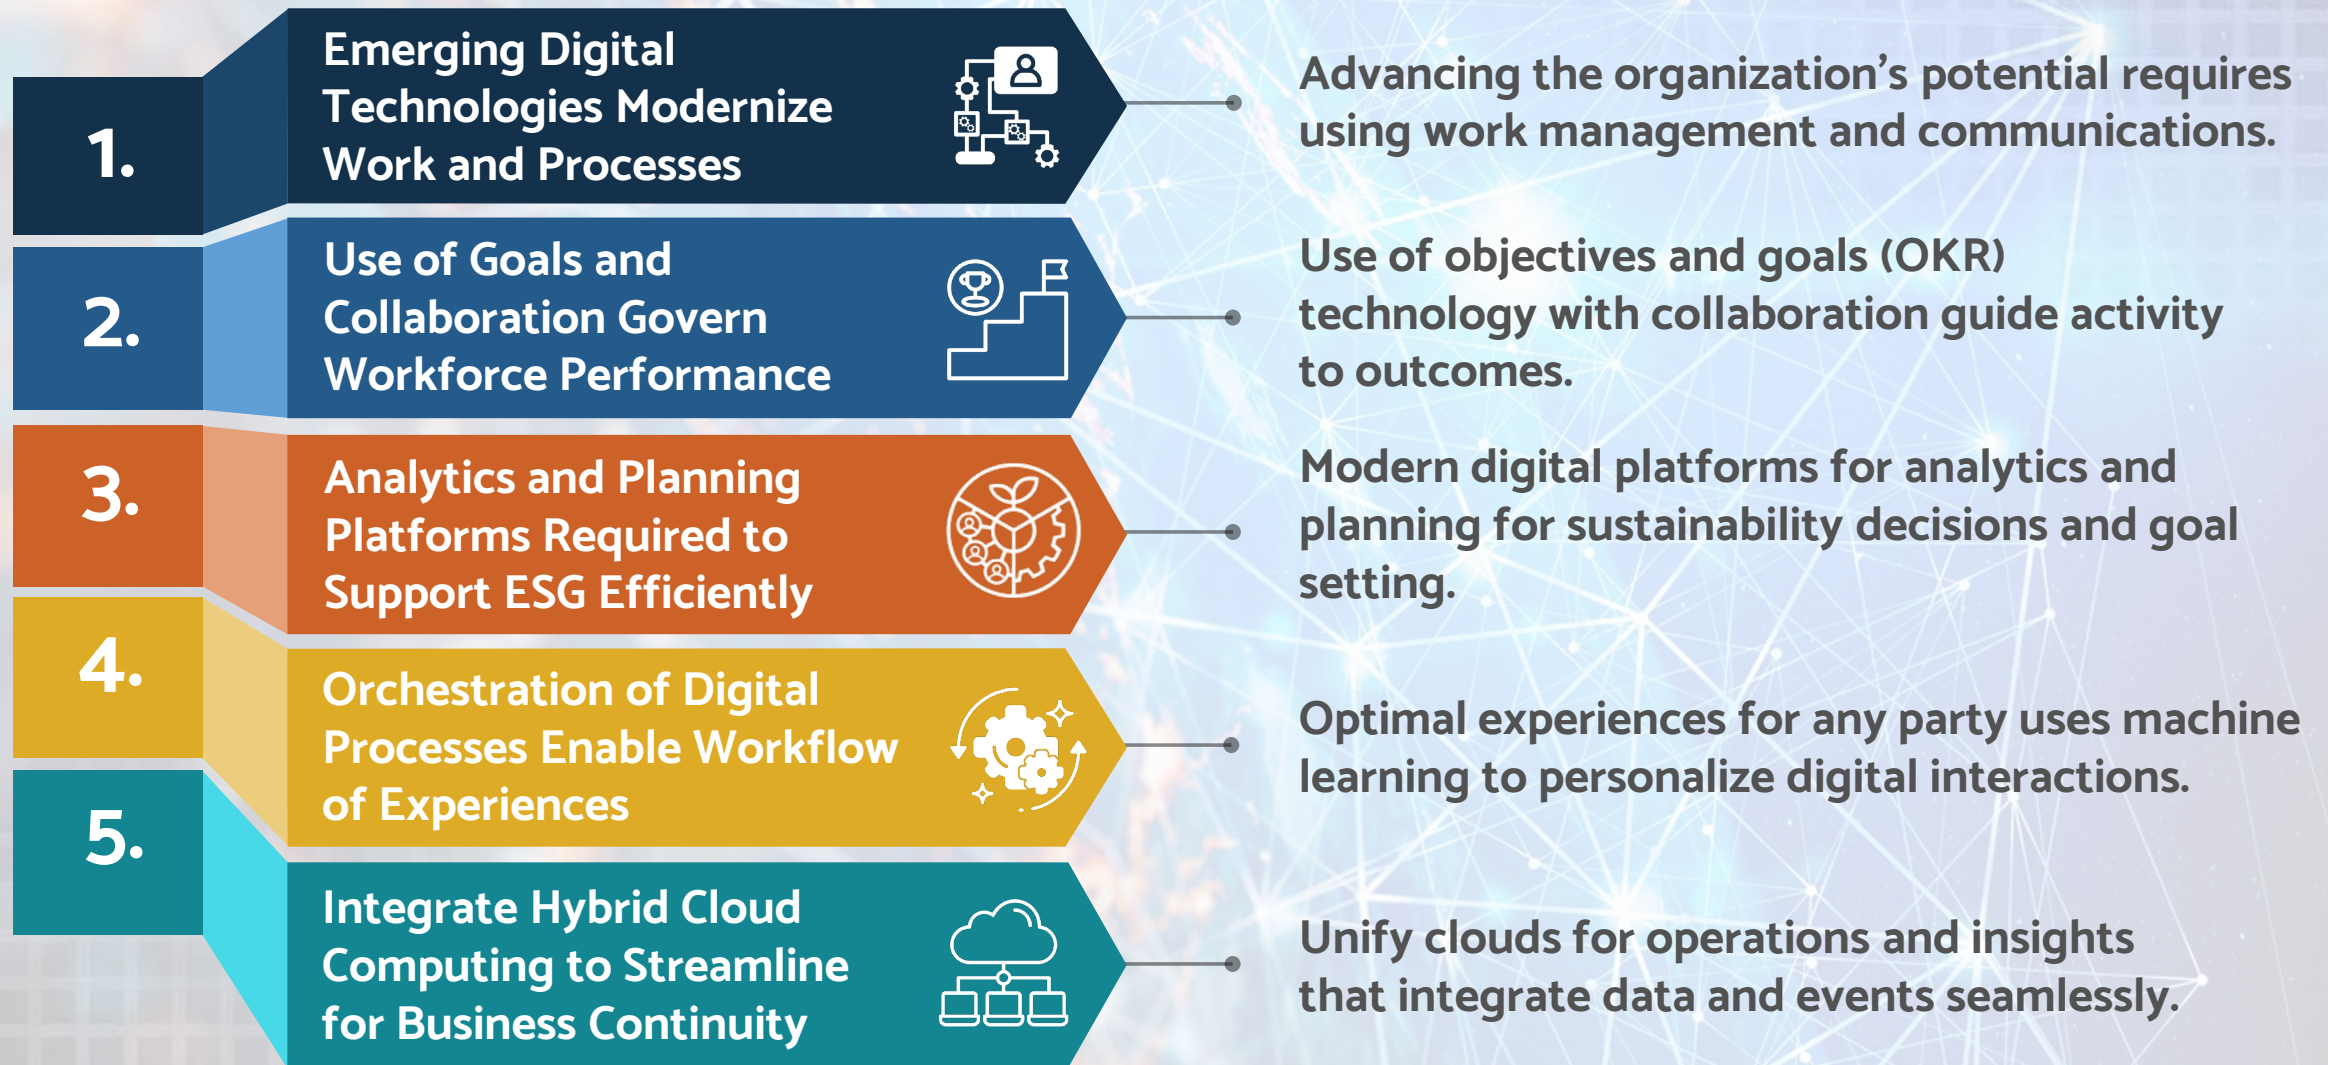 1.
Emerging Digital
Technologies Modernize
Work and Processes
Advancing the organization’s potential requires
using work management and communications.
2.
Use of Goals and
Collaboration Govern
Workforce Performance
Use of objectives and goals (OKR)
technology with collaboration guide activity
to outcomes.
3.
Analytics and Planning
Platforms Required to
Support ESG Efficiently
Modern digital platforms for analytics and
planning for sustainability decisions and goal
setting.
4.
Orchestration of Digital
Processes Enable Workflow
of Experiences
Optimal experiences for any party uses machine
learning to personalize digital interactions.
5.
Integrate Hybrid Cloud
Computing to Streamline
for Business Continuity
Unify clouds for operations and insights
that integrate data and events seamlessly.